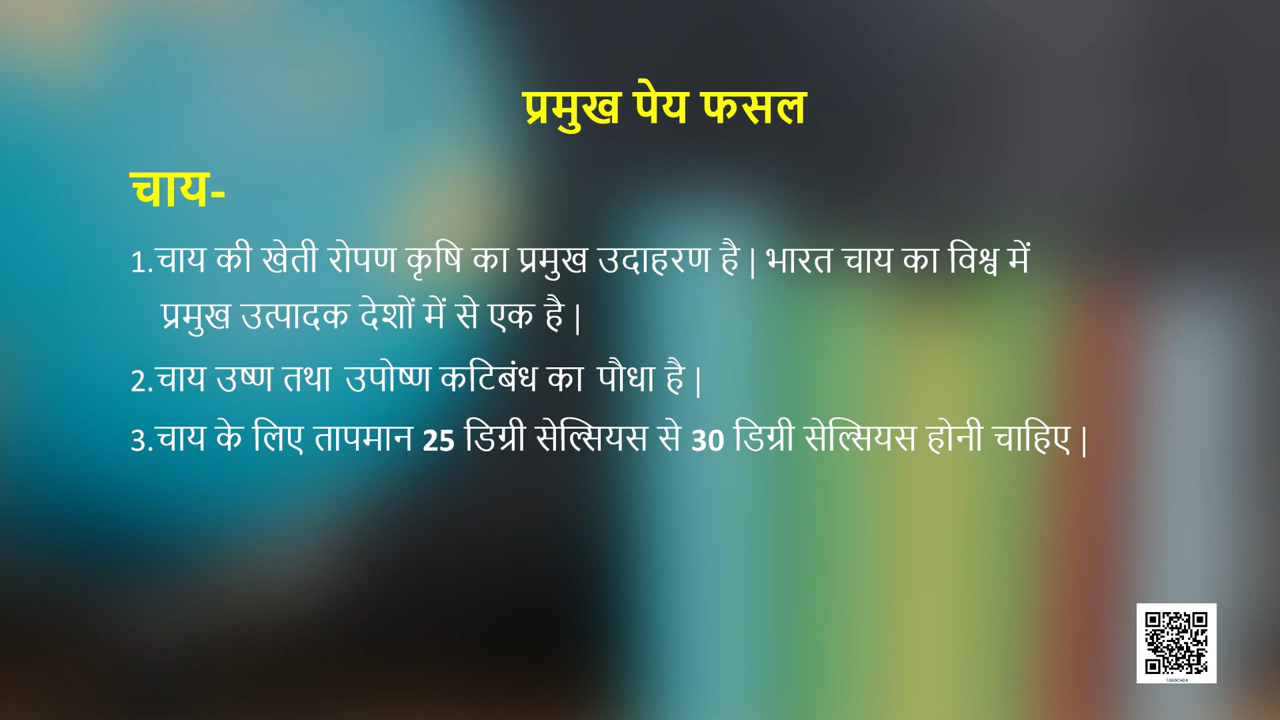 प्रमुख पेय फसल
चाय-
1.चाय की खेती रोपण कृषि का प्रमुख उदाहरण है | भारत चाय का विश्व में
प्रमुख उत्पादक देशों में से एक है |
2.चाय उष्ण तथा उपोष्ण कटिबंध का पौधा है |
3.चाय के लिए तापमान 25 डिग्री सेल्सियस से 30 डिग्री सेल्सियस होनी चाहिए |
1069CH04